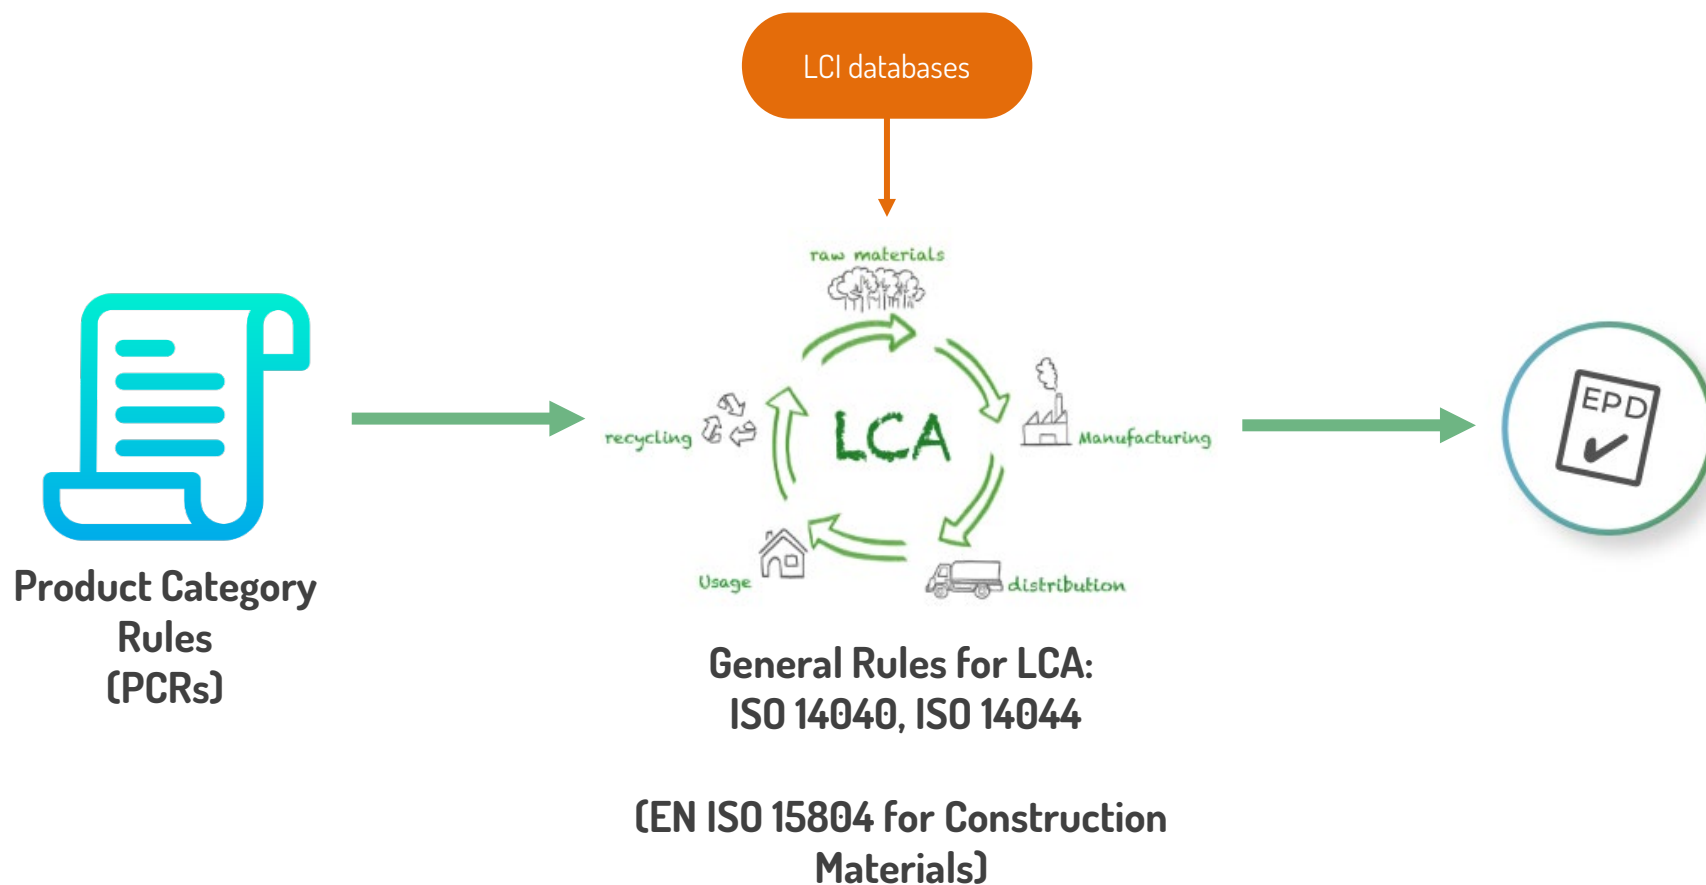 LCI databases
raw materials
recycling
LCA
Manufacturing
Usage
distribution
EPD
Product Category
Rules
(PCRs)
General Rules for LCA:
ISO 14040, ISO 14044
(EN ISO 15804 for Construction
Materials)